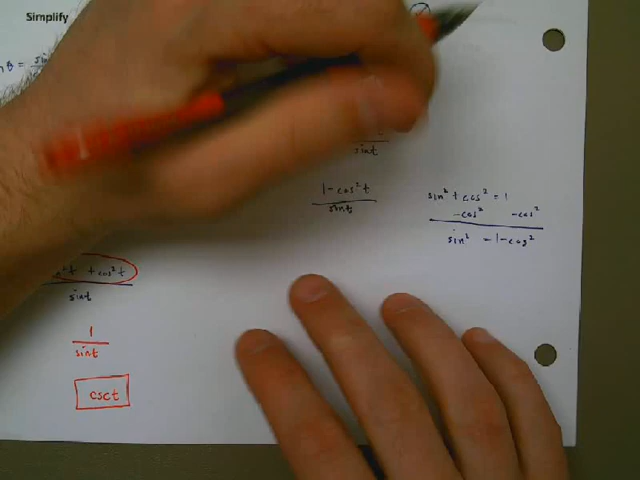 Simplify
sint
1-cos²t
sint
sin²+cos²=1
-cos² -cos²
sin² =1-cos²
+cos²t
sint
1
sint
csct